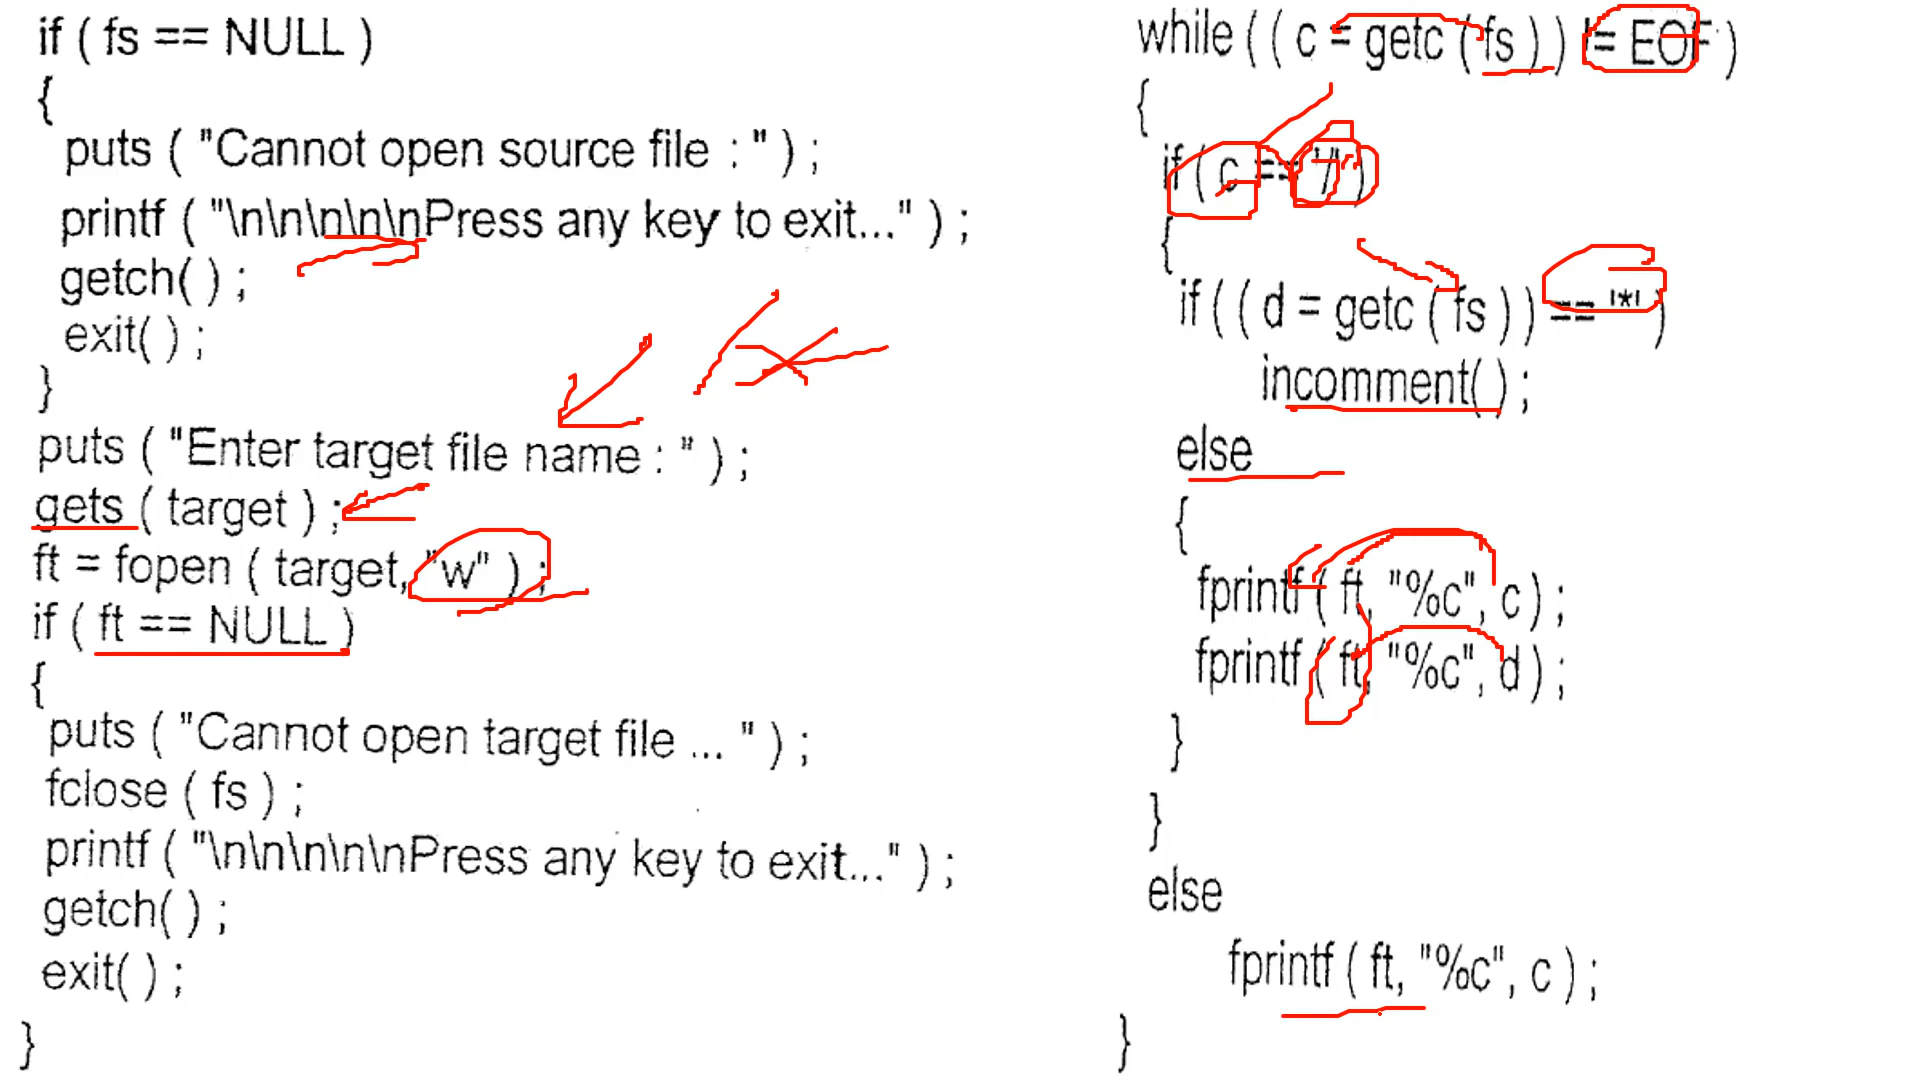 if ( fs == NULL )
{
puts ( "Cannot open source file : " ) ;
printf ( "\n\n\n\n\nPress any key to exit..." ) ;
getch( ) ;
exit( ) ;
}
puts ( "Enter target file name : " ) ;
gets ( target ) ;
ft = fopen ( target, "w" ) ;
if ( ft == NULL )
{
puts ( "Cannot open target file ... " ) ;
fclose ( fs ) ;
printf ( "\n\n\n\n\nPress any key to exit..." ) ;
getch( ) ;
exit( ) ;
}
while ( ( c = getc ( fs ) ) != EOF )
{
if ( c == '/' )
{
if ( ( d = getc ( fs ) ) == '*' )
incomment( ) ;
else
{
fprintf ( ft, "%c", c ) ;
fprintf ( ft, "%c", d ) ;
}
}
else
fprintf ( ft, "%c", c ) ;
}